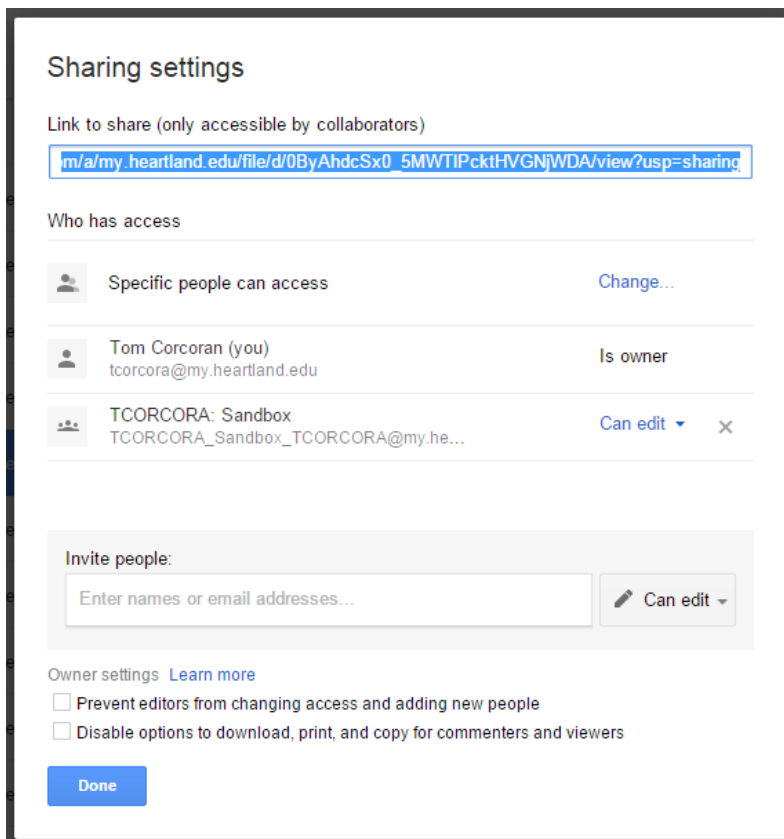 Sharing settings
Link to share (only accessible by collaborators)
om/a/my.heartland.edu/file/d/0ByAhdcSx0_5MWTlPcktHVGNjWDA/view?usp=sharing
Who has access
Specific people can access Change...
Tom Corcoran (you) Is owner
tcorcora@my.heartland.edu
TCORCORA: Sandbox Can edit
TCORCORA_Sandbox_TCORCORA@my.he...
Invite people:
Enter names or email addresses... Can edit
Owner settings Learn more
Prevent editors from changing access and adding new people
Disable options to download, print, and copy for commenters and viewers
Done